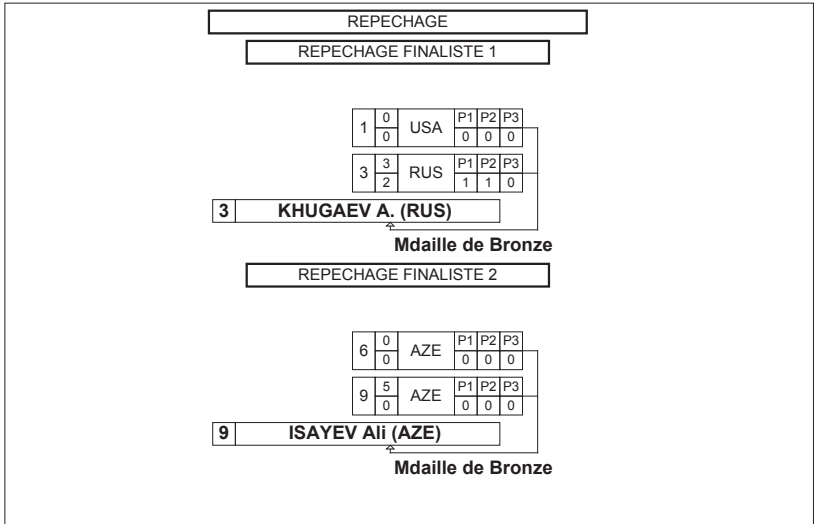 REPECHAGE
REPECHAGE FINALISTE 1
1 0 USA P1 P2 P3
0 0 0 0
3 3 RUS P1 P2 P3
2 1 1 0
3 KHUGAEV A. (RUS)
Mdaille de Bronze
REPECHAGE FINALISTE 2
6 0 AZE P1 P2 P3
0 0 0 0
9 5 AZE P1 P2 P3
0 0 0 0
9 ISAYEV Ali (AZE)
Mdaille de Bronze